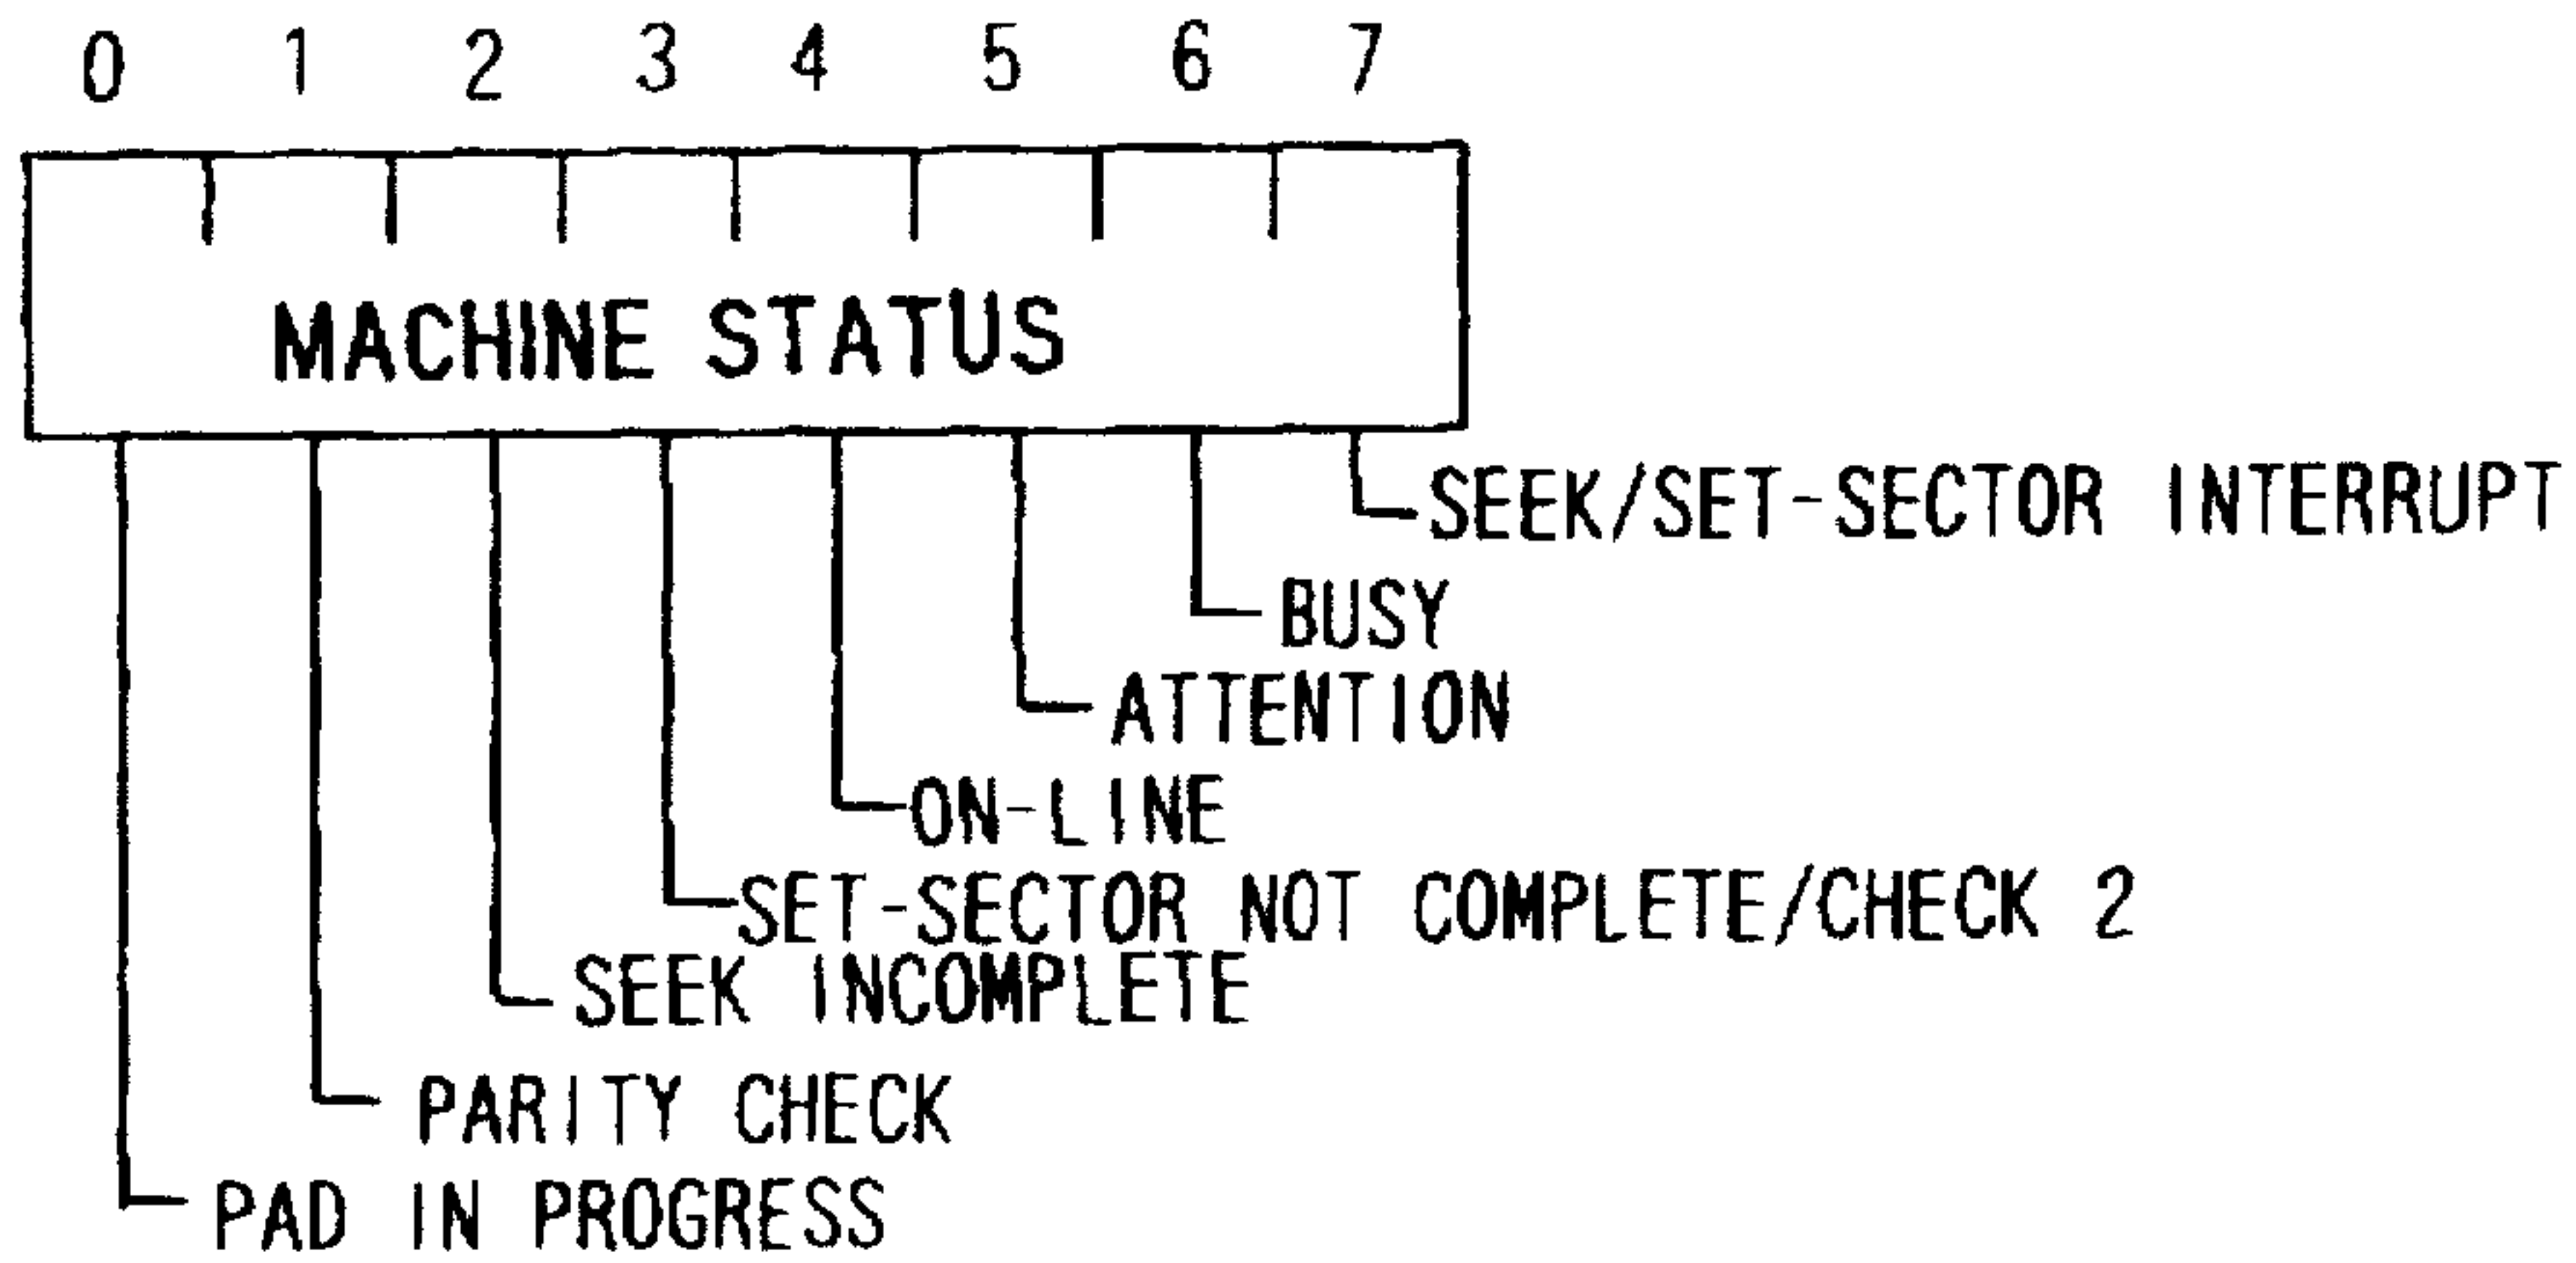 0 1 2 3 4 5 6 7
MACHINE STATUS
SEEK/SET-SECTOR INTERRUPT
BUSY
ATTENTION
ON-LINE
SET-SECTOR NOT COMPLETE/CHECK 2
SEEK INCOMPLETE
PARITY CHECK
PAD IN PROGRESS